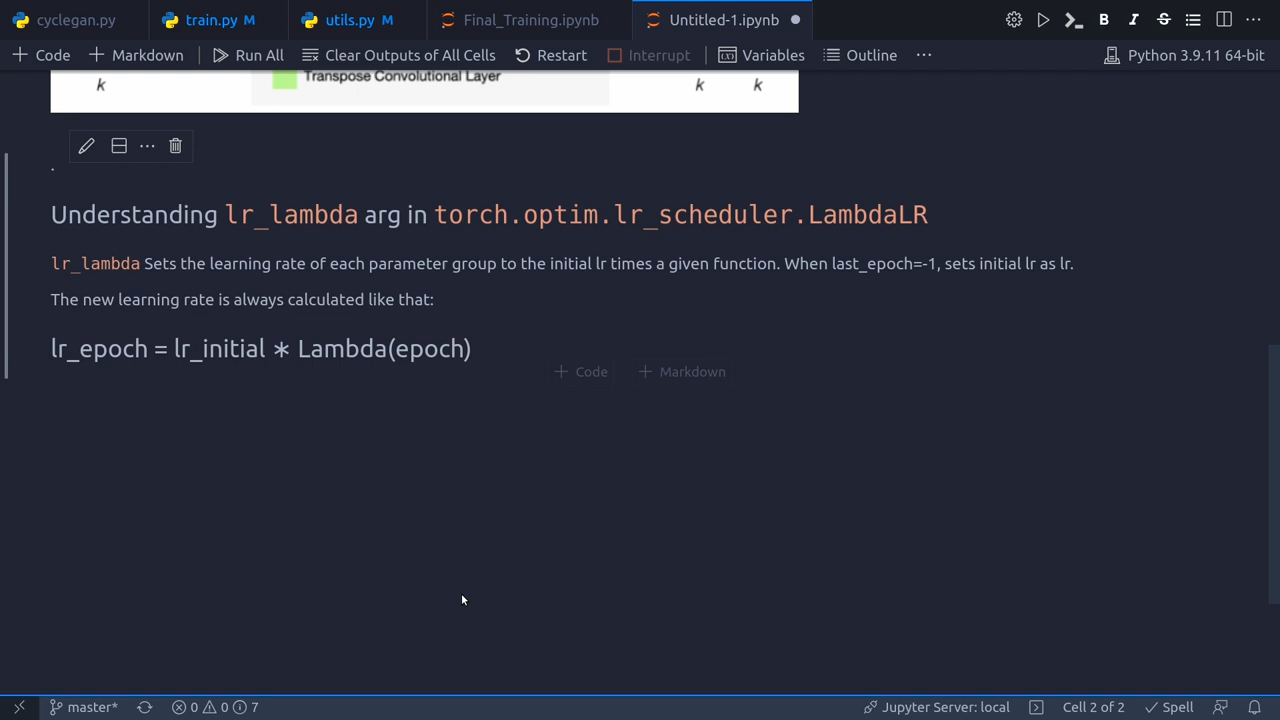 cyclegan.py train.py M utils.py M Final_Training.ipynb Untitled-1.ipynb
Code Markdown Run All Clear Outputs of All Cells Restart Interrupt Variables Outline ··· Python 3.9.11 64-bit
Transpose Convolutional Layer
k k k
.
Understanding lr_lambda arg in torch.optim.lr_scheduler.LambdaLR
lr_lambda Sets the learning rate of each parameter group to the initial lr times a given function. When last_epoch=-1, sets initial lr as lr.
The new learning rate is always calculated like that:
lr_epoch = lr_initial ∗ Lambda(epoch)
Code Markdown
master* 0 0 7 Jupyter Server: local Cell 2 of 2 Spell